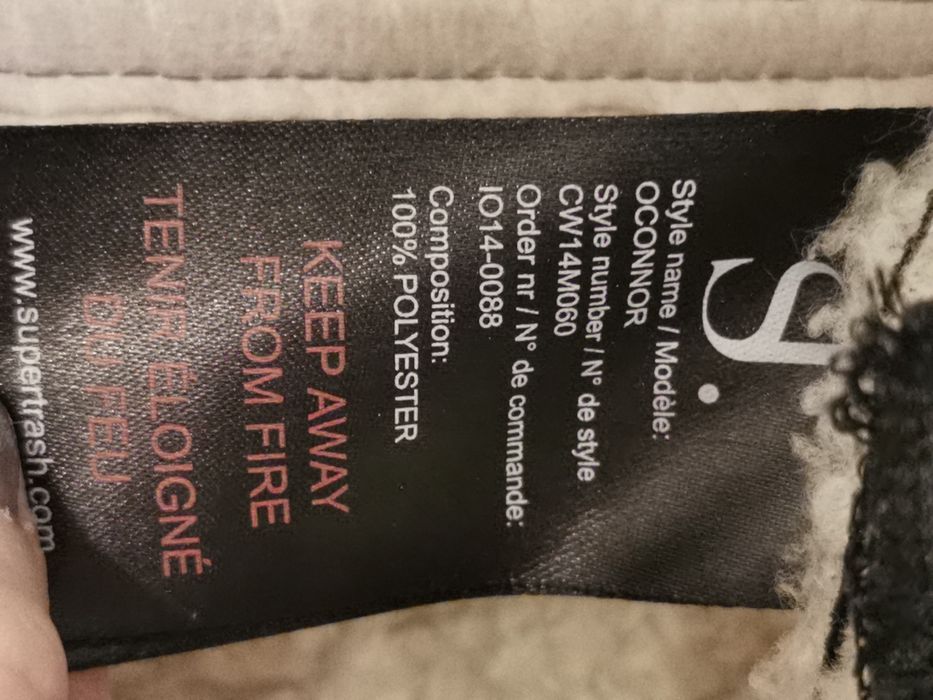 S.
Style name / Modèle:
OCONNOR
Style number / N° de style
CW14M060
Order nr / N° de commande:
IO14-0088
Composition:
100% POLYESTER
KEEP AWAY
FROM FIRE
TENIR ÉLOIGNÉ
DU FEU
www.supertrash.com